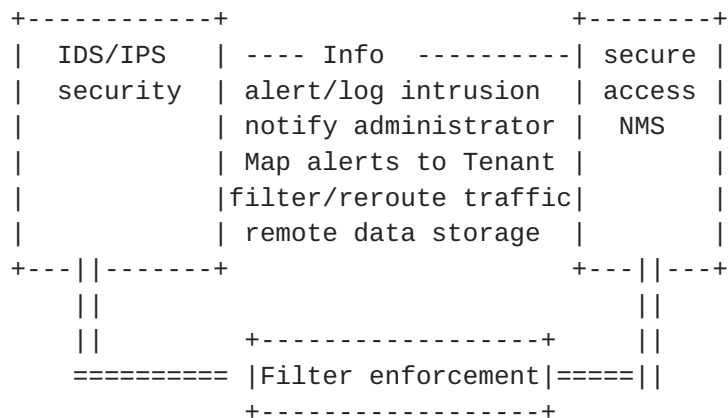 +------------+                       +--------+
|  IDS/IPS   | ---- Info  ----------| secure |
|  security  | alert/log intrusion  | access |
|            | notify administrator |  NMS   |
|            | Map alerts to Tenant |        |
|            |filter/reroute traffic|        |
|            | remote data storage  |        |
+---||-------+                      +---||---+
    ||                                  ||
    ||         +------------------+     ||
    ========== |Filter enforcement|=====||
               +------------------+